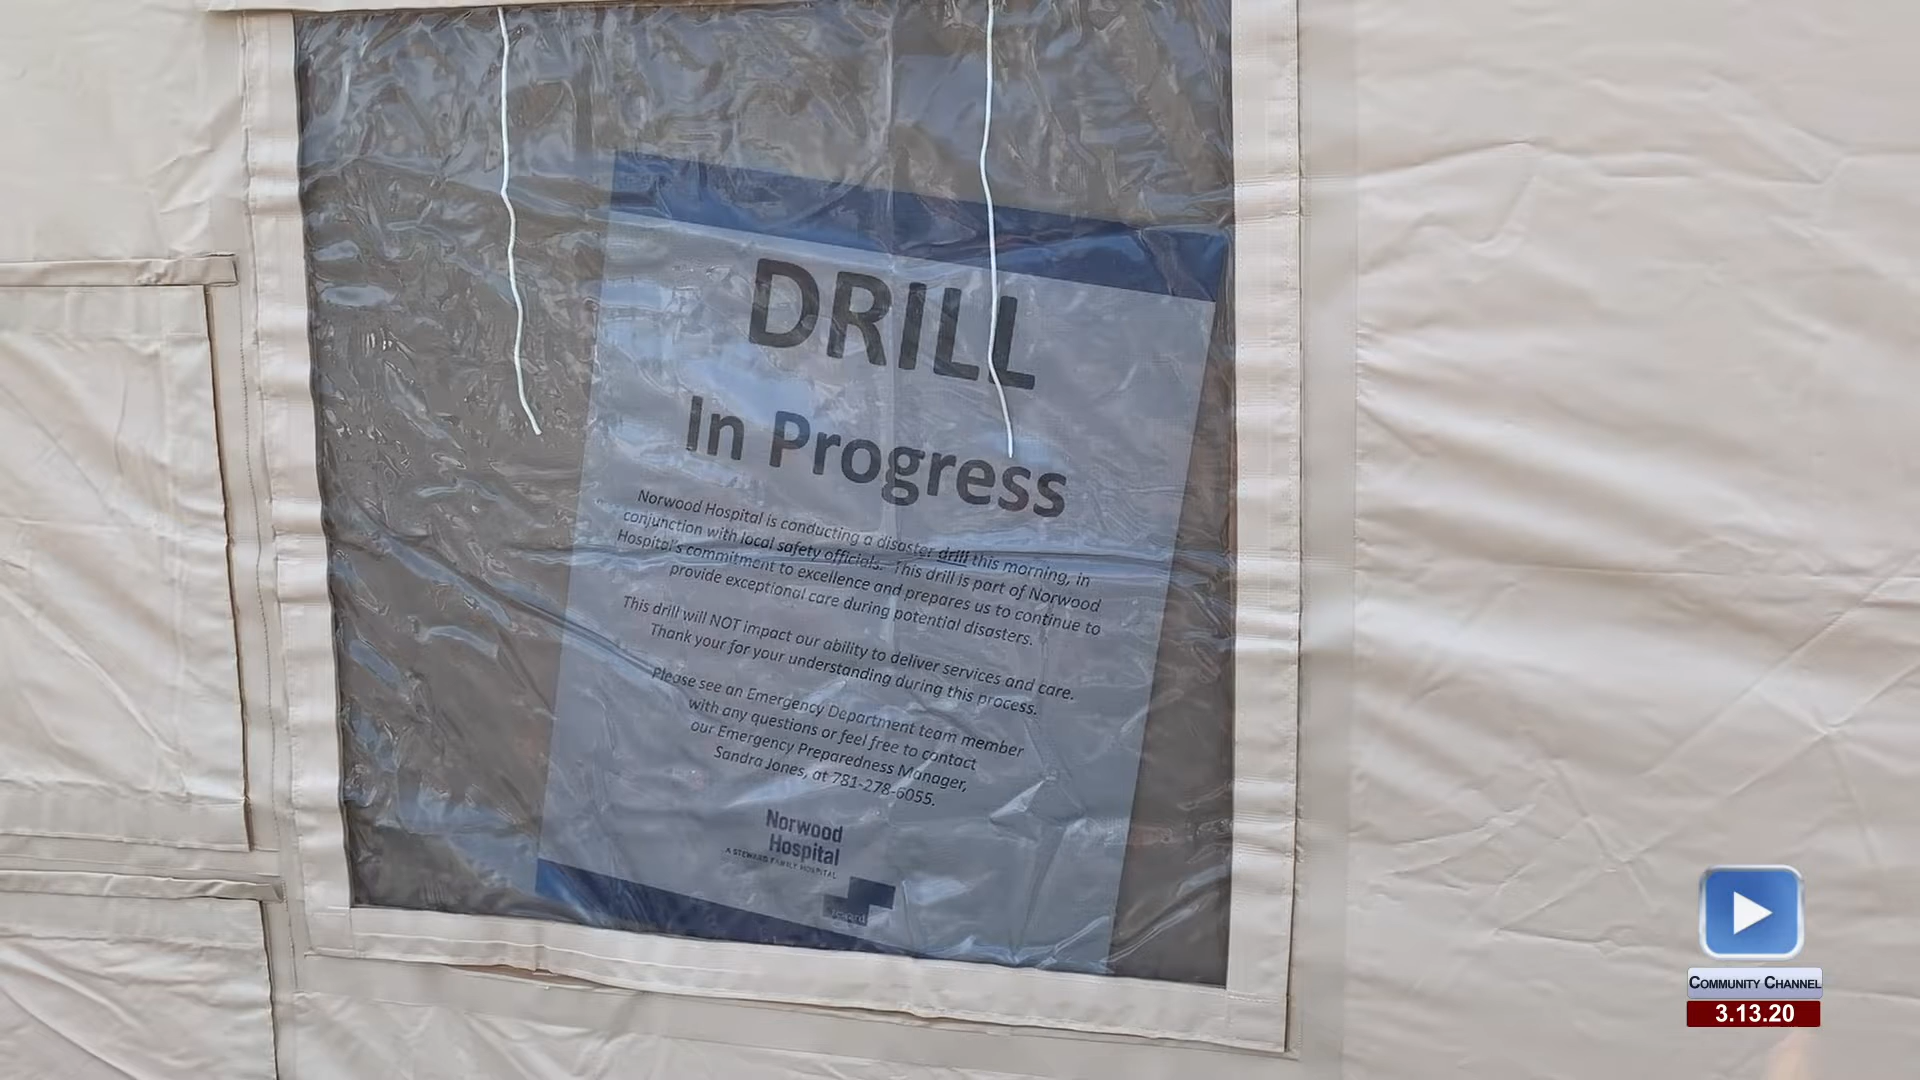 DRILL
In Progress
Norwood Hospital is conducting a disaster drill this morning, in
conjunction with local safety officials. This drill is part of Norwood
Hospital's commitment to excellence and prepares us to continue to
provide exceptional care during potential disasters.
This drill will NOT impact our ability to deliver services and care.
Thank your for your understanding during this process.
Please see an Emergency Department team member
with any questions or feel free to contact
our Emergency Preparedness Manager,
Sandra Jones, at 781-278-6055.
Norwood
Hospital
A STEWARD FAMILY HOSPITAL
Steward
COMMUNITY CHANNEL
3.13.20